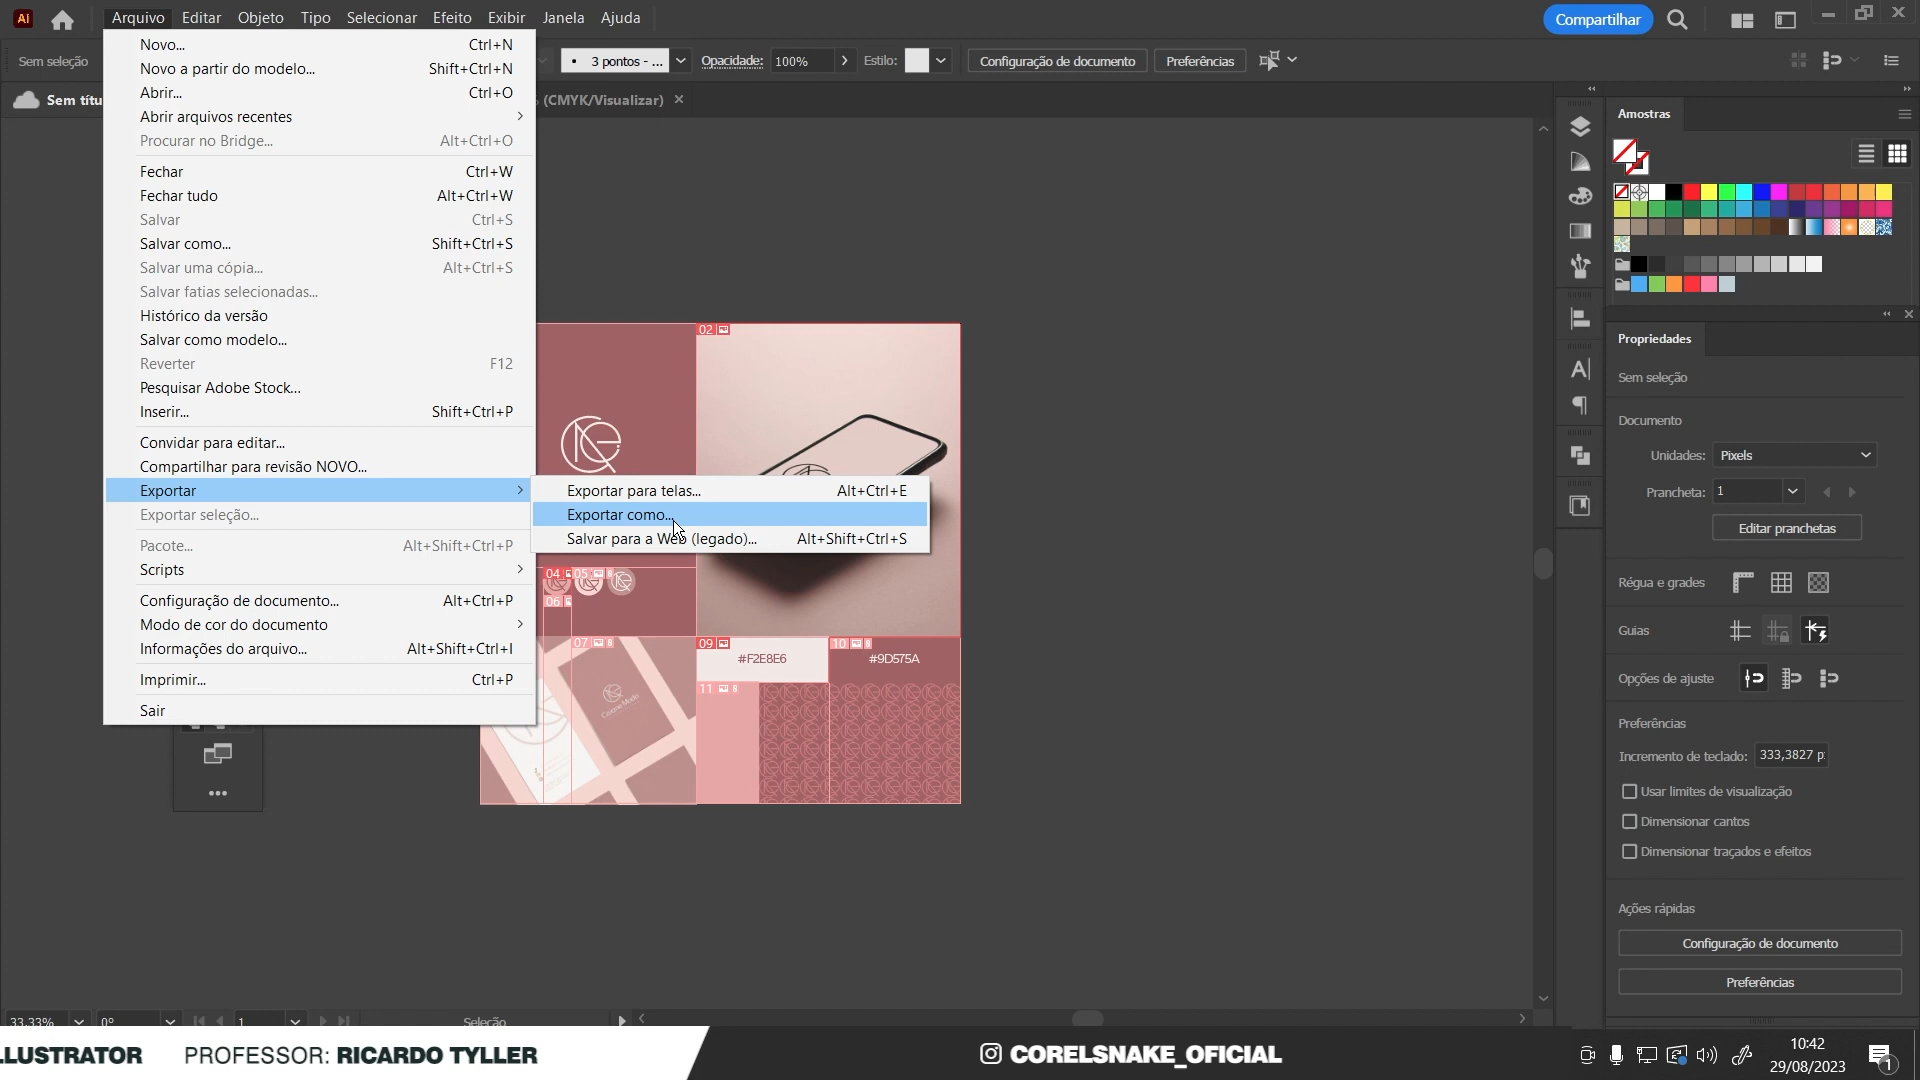 Ai Arquivo Editar Objeto Tipo Selecionar Efeito Exibir Janela Ajuda Compartilhar
Sem seleção 3 pontos - ... Opacidade: 100% Estilo: Configuração de documento Preferências
Sem títu (CMYK/Visualizar)
Novo... Ctrl+N
Novo a partir do modelo... Shift+Ctrl+N
Abrir... Ctrl+O
Abrir arquivos recentes
Procurar no Bridge... Alt+Ctrl+O
Fechar Ctrl+W
Fechar tudo Alt+Ctrl+W
Salvar Ctrl+S
Salvar como... Shift+Ctrl+S
Salvar uma cópia... Alt+Ctrl+S
Salvar fatias selecionadas...
Histórico da versão
Salvar como modelo...
Reverter F12
Pesquisar Adobe Stock...
Inserir... Shift+Ctrl+P
Convidar para editar...
Compartilhar para revisão NOVO...
Exportar
Exportar seleção...
Pacote... Alt+Shift+Ctrl+P
Scripts
Configuração de documento... Alt+Ctrl+P
Modo de cor do documento
Informações do arquivo... Alt+Shift+Ctrl+I
Imprimir... Ctrl+P
Sair
Exportar para telas... Alt+Ctrl+E
Exportar como...
Salvar para a Web (legado)... Alt+Shift+Ctrl+S
02
04 05
06
07
09
10
#F2E8E6
#9D575A
11
Amostras
Propriedades
Sem seleção
Documento
Unidades: Pixels
Prancheta: 1
Editar pranchetas
Régua e grades
Guias
Opções de ajuste
Preferências
Incremento de teclado: 333,3827 p
Usar limites de visualização
Dimensionar cantos
Dimensionar traçados e efeitos
Ações rápidas
Configuração de documento
Preferências
33,33% 0° 1 Seleção
LLUSTRATOR PROFESSOR: RICARDO TYLLER CORELSNAKE_OFICIAL
10:42
29/08/2023
1